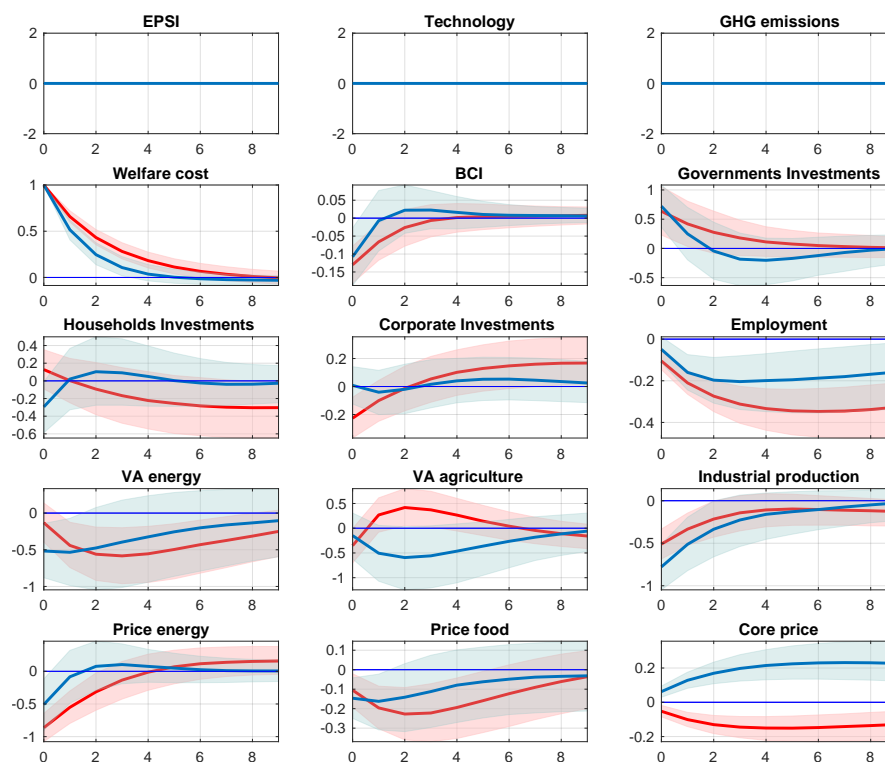 EPSI Technology GHG emissions
2 2 2
0 0 0
-2 -2 -2
0 2 4 6 8 0 2 4 6 8 0 2 4 6 8
Welfare cost BCI Governments Investments
1 0.05 1
0.5 0 0.5
0 -0.05 0
-0.1 -0.5
-0.15
0 2 4 6 8 0 2 4 6 8 0 2 4 6 8
Households Investments Corporate Investments Employment
0.4 0.2 0
0.2 0 -0.2
0 -0.2 -0.4
-0.2
-0.4
-0.6
0 2 4 6 8 0 2 4 6 8 0 2 4 6 8
VA energy VA agriculture Industrial production
0 0.5 0
-0.5 0 -0.5
-1 -0.5 -1
-1
0 2 4 6 8 0 2 4 6 8 0 2 4 6 8
Price energy Price food Core price
0 0.1 0.2
-0.5 0 0
-1 -0.1 -0.2
-0.2
-0.3
0 2 4 6 8 0 2 4 6 8 0 2 4 6 8